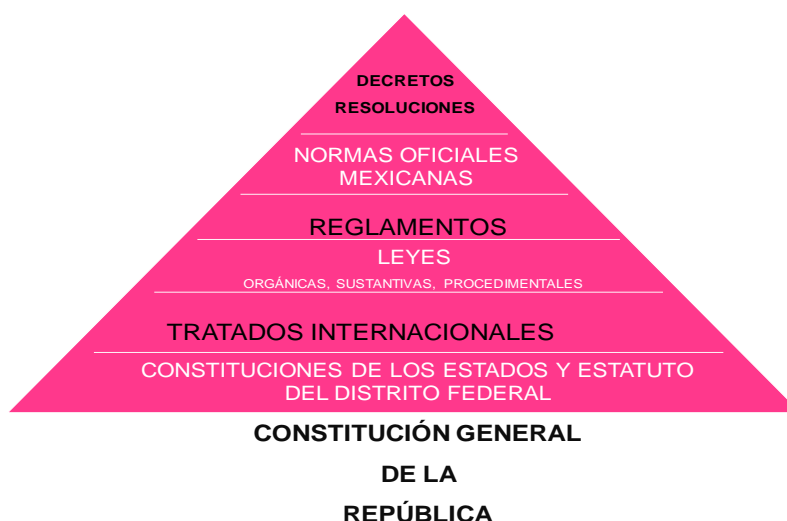 DECRETOS
RESOLUCIONES
NORMAS OFICIALES
MEXICANAS
REGLAMENTOS
LEYES
ORGÁNICAS, SUSTANTIVAS, PROCEDIMENTALES
TRATADOS INTERNACIONALES
CONSTITUCIONES DE LOS ESTADOS Y ESTATUTO
DEL DISTRITO FEDERAL
CONSTITUCIÓN GENERAL
DE LA
REPÚBLICA